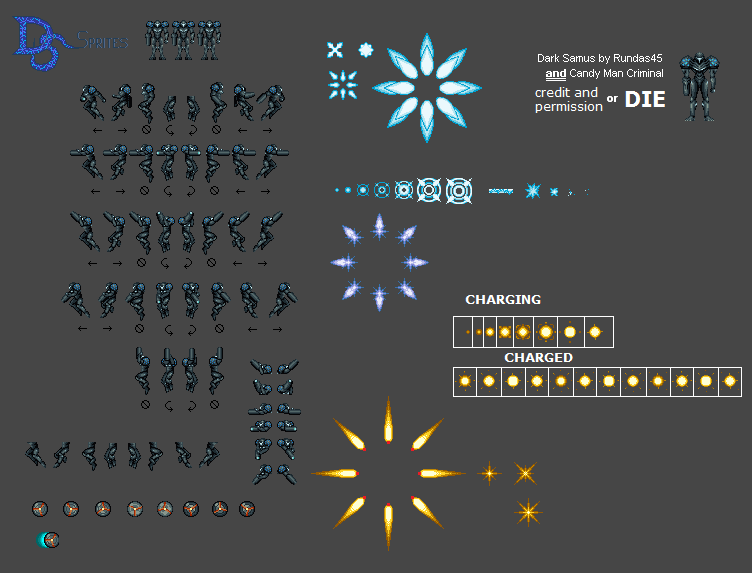 DS Sprites
Dark Samus by Rundas45
and Candy Man Criminal
credit and
permission or DIE
CHARGING
CHARGED